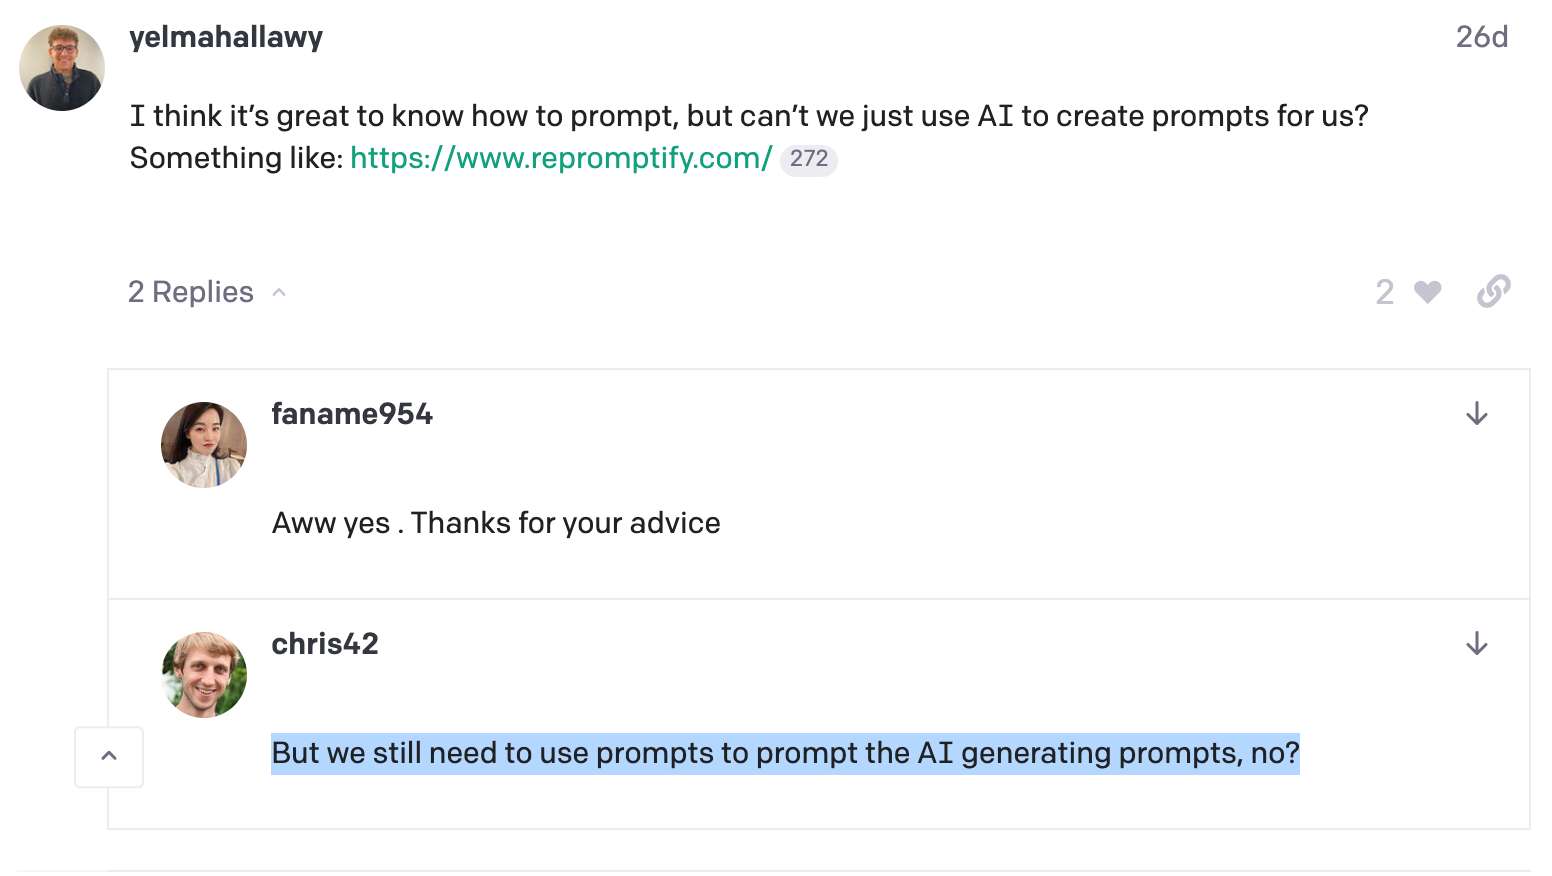 yelmahallawy
26d
I think it’s great to know how to prompt, but can’t we just use AI to create prompts for us?
Something like: https://www.repromptify.com/ 272
2 Replies
2
faname954
Aww yes . Thanks for your advice
chris42
But we still need to use prompts to prompt the AI generating prompts, no?